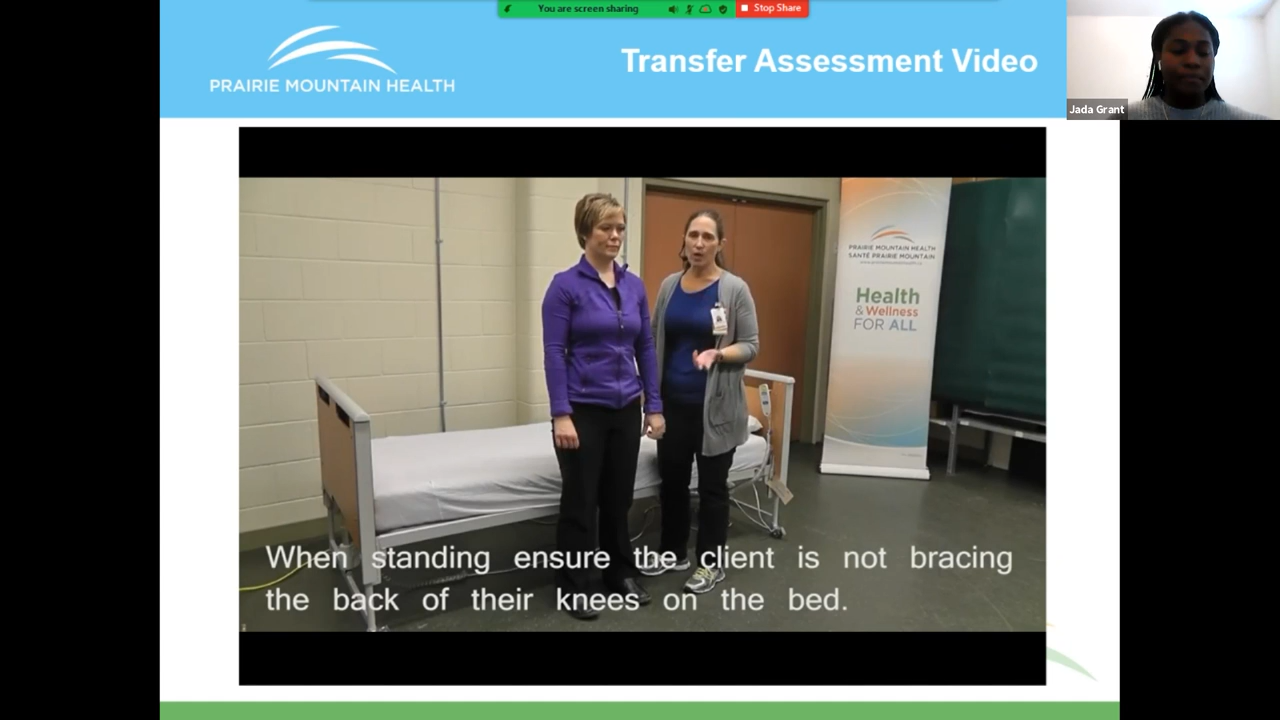 You are screen sharing
Stop Share
PRAIRIE MOUNTAIN HEALTH
Transfer Assessment Video
Jada Grant
PRAIRIE MOUNTAIN HEALTH
SANTÉ PRAIRIE MOUNTAIN
Health
& Wellness
FOR ALL
When standing ensure the client is not bracing
the back of their knees on the bed.